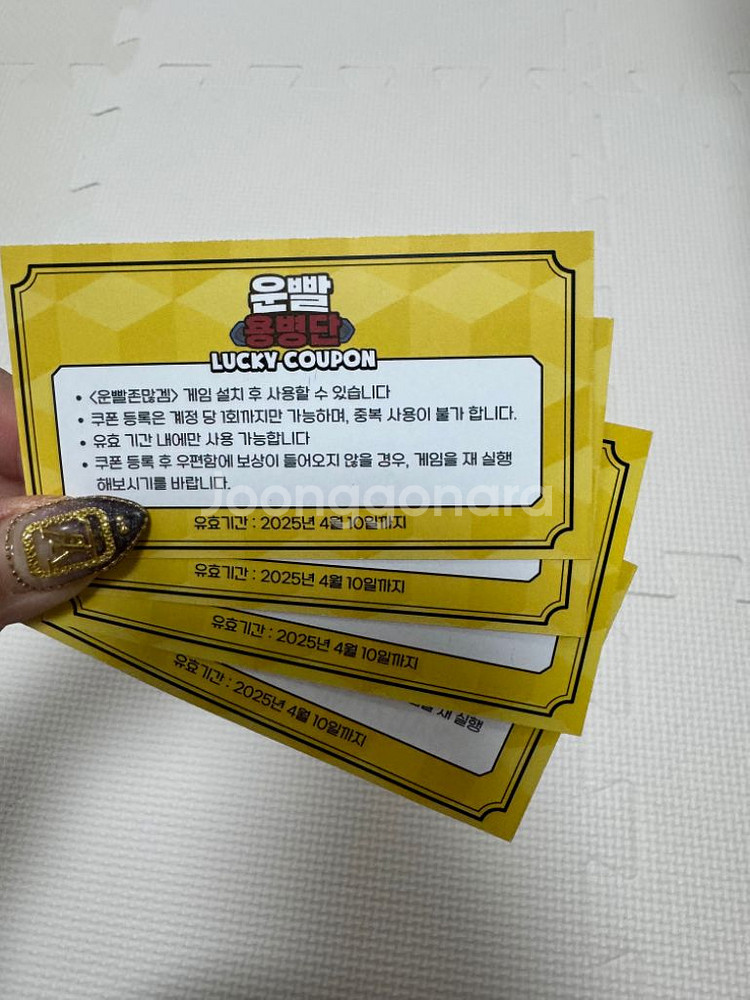 운빨
용병단
LUCKY COUPON
• <운빨존많겜> 게임 설치 후 사용할 수 있습니다
• 쿠폰 등록은 계정 당 1회까지만 가능하며, 중복 사용이 불가 합니다.
• 유효 기간 내에만 사용 가능합니다
• 쿠폰 등록 후 우편함에 보상이 들어오지 않을 경우, 게임을 재 실행
해보시기를 바랍니다.
joonggonara
유효기간 : 2025년 4월 10일까지
유효기간 : 2025년 4월 10일까지
유효기간 : 2025년 4월 10일까지
재 실행
유효기간 : 2025년 4월 10일까지